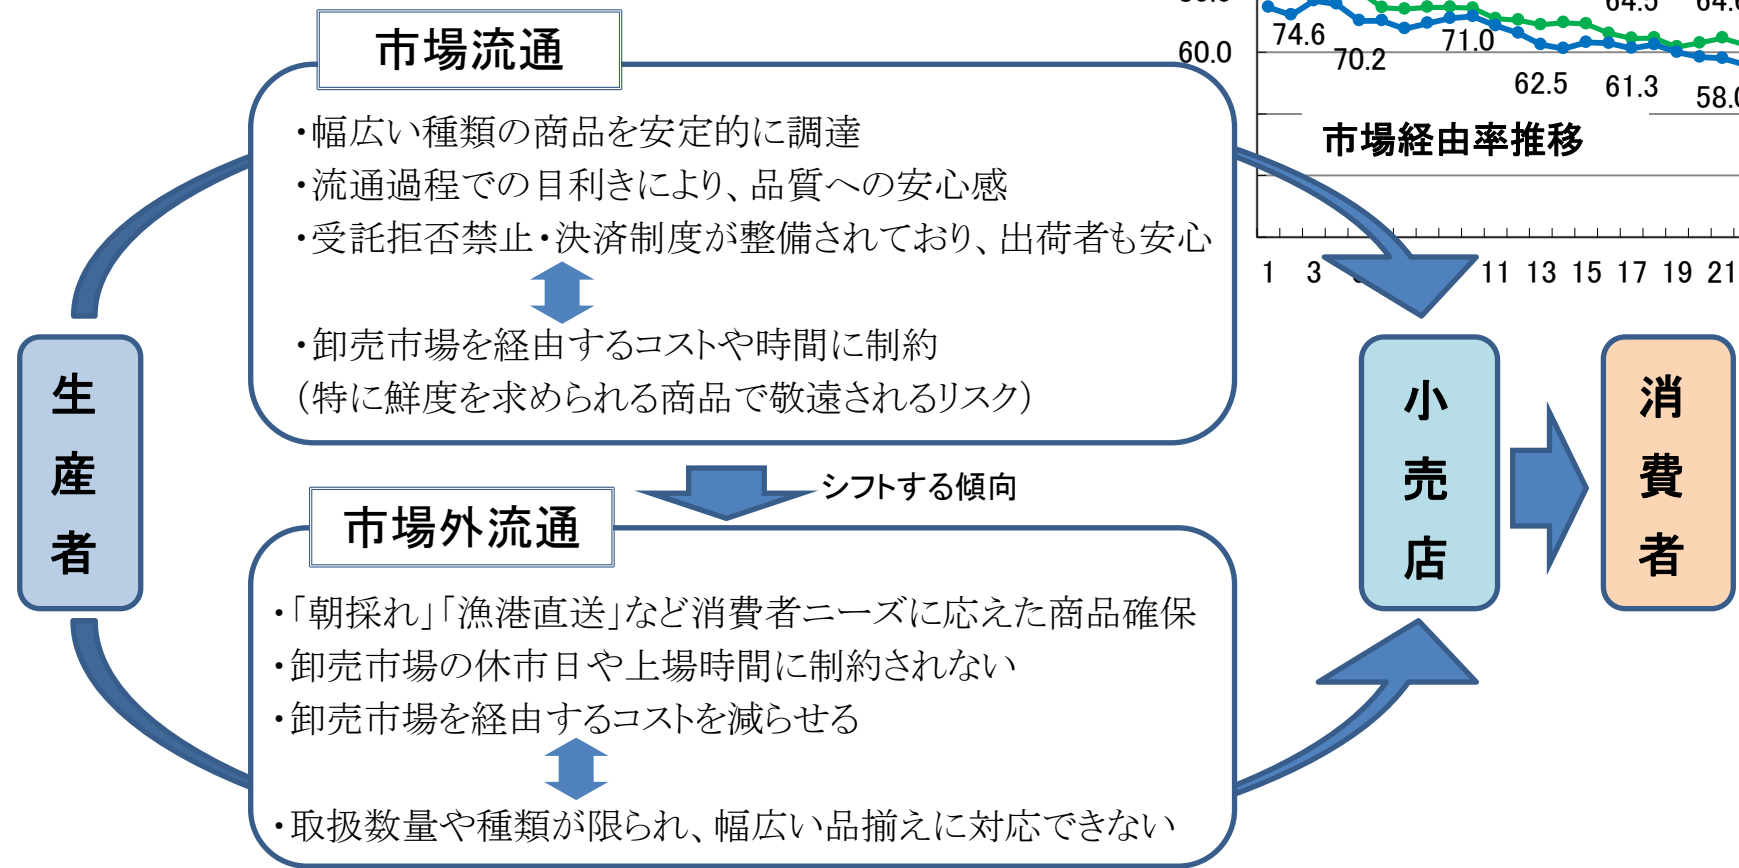 市場流通
・幅広い種類の商品を安定的に調達
・流通過程での目利きにより、品質への安心感
・受託拒否禁止・決済制度が整備されており、出荷者も安心
・卸売市場を経由するコストや時間に制約
（特に鮮度を求められる商品で敬遠されるリスク）
74.6
70.2
71.0
60.0
62.5
61.3
市場経由率推移
1 3 11 13 15 17 19 21
生産者
小売店
消費者
シフトする傾向
市場外流通
・「朝採れ」「漁港直送」など消費者ニーズに応えた商品確保
・卸売市場の休市日や上場時間に制約されない
・卸売市場を経由するコストを減らせる
・取扱数量や種類が限られ、幅広い品揃えに対応できない